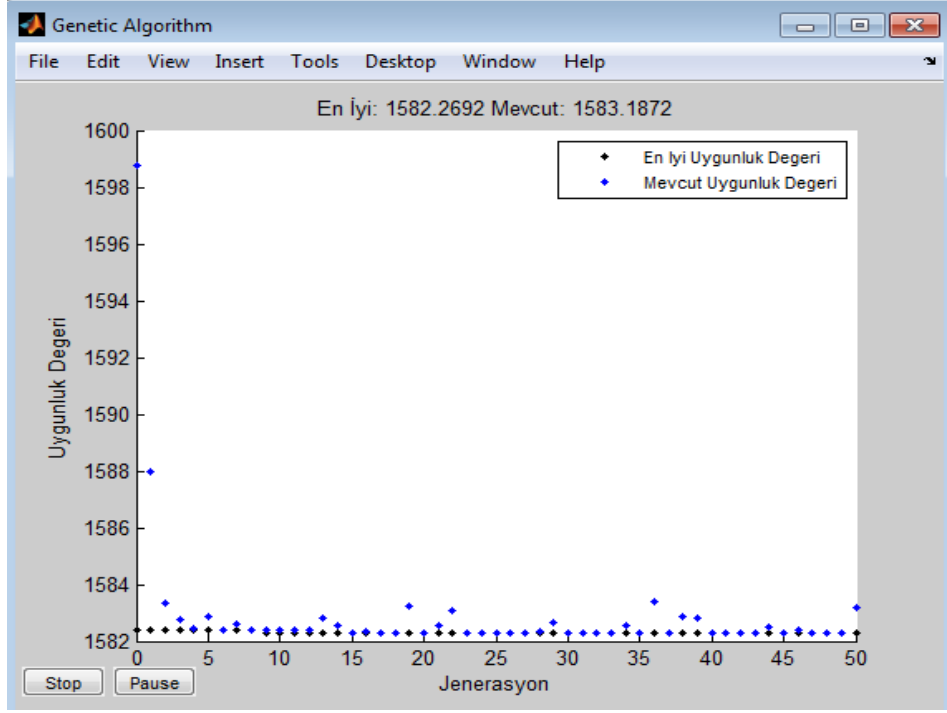 Genetic Algorithm
File Edit View Insert Tools Desktop Window Help
En İyi: 1582.2692 Mevcut: 1583.1872
1600
1598
1596
1594
1592
1590
1588
1586
1584
1582
Uygunluk Degeri
En Iyi Uygunluk Degeri
Mevcut Uygunluk Degeri
0 5 10 15 20 25 30 35 40 45 50
Jenerasyon
Stop Pause